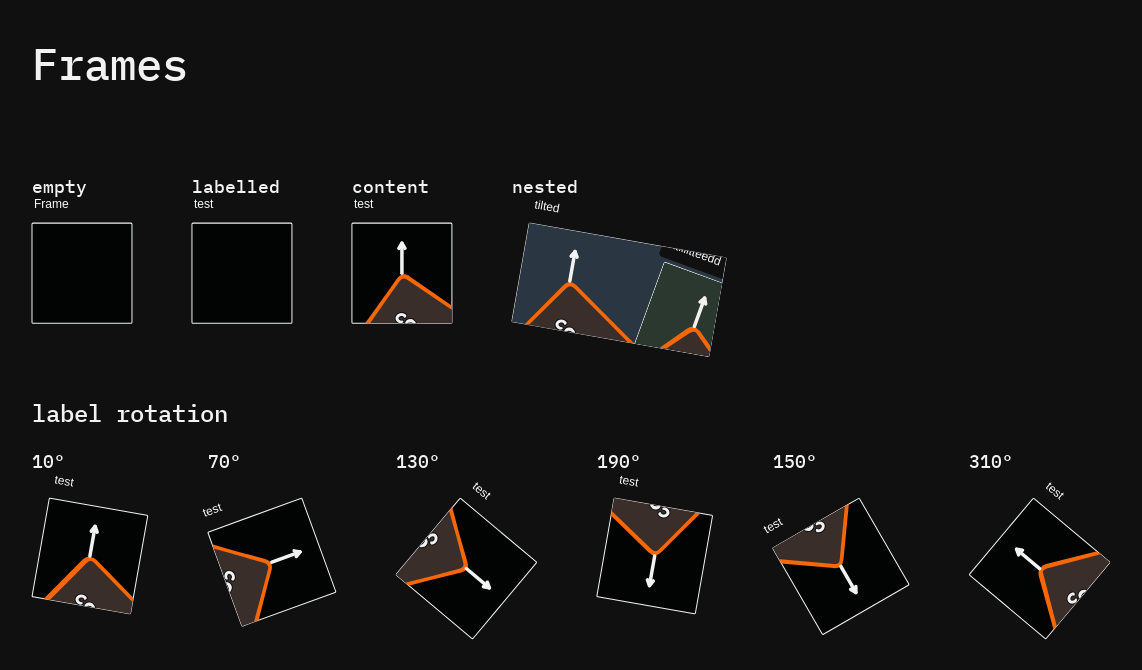 Frames
empty labelled content nested
Frame test test tilted
label rotation
10° 70° 130° 190° 150° 310°
test test test test test test